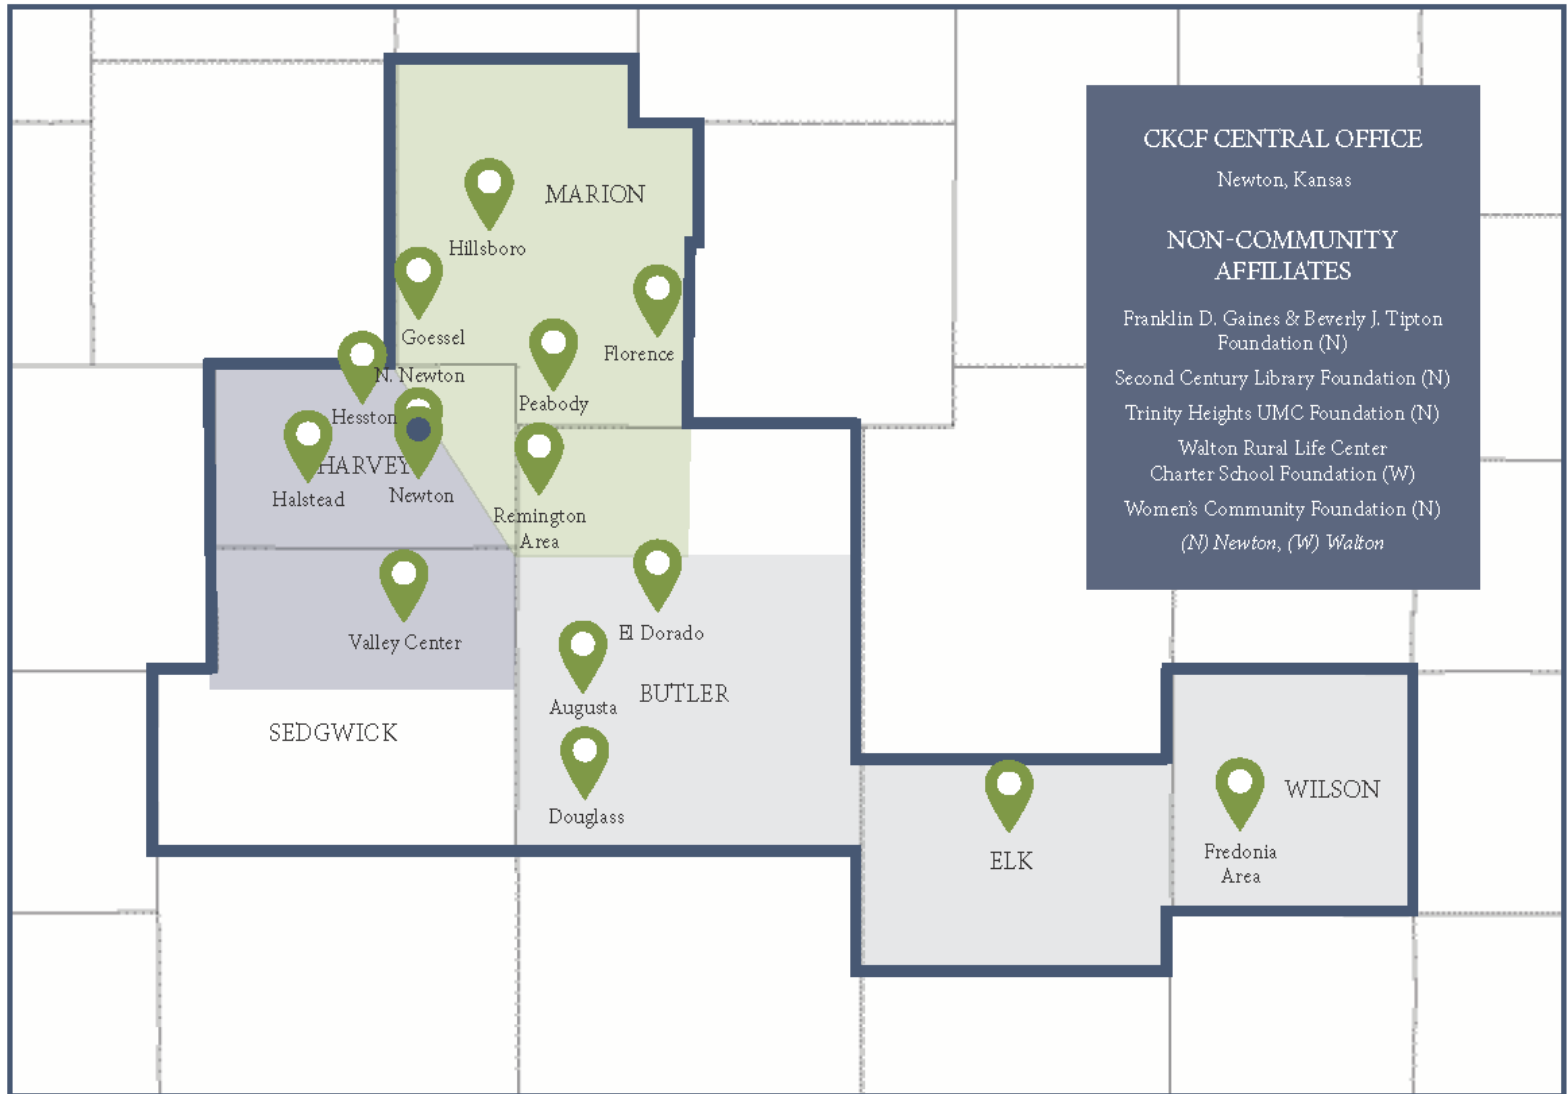 MARION
Hillsboro
Goessel
Florence
N. Newton
Peabody
Hesston
HARVEY
Halstead
Newton
Remington
Area
Valley Center
El Dorado
Augusta
BUTLER
SEDGWICK
Douglass
ELK
WILSON
Fredonia
Area
CKCF CENTRAL OFFICE
Newton, Kansas
NON-COMMUNITY
AFFILIATES
Franklin D. Gaines & Beverly J. Tipton
Foundation (N)
Second Century Library Foundation (N)
Trinity Heights UMC Foundation (N)
Walton Rural Life Center
Charter School Foundation (W)
Women's Community Foundation (N)
(N) Newton, (W) Walton